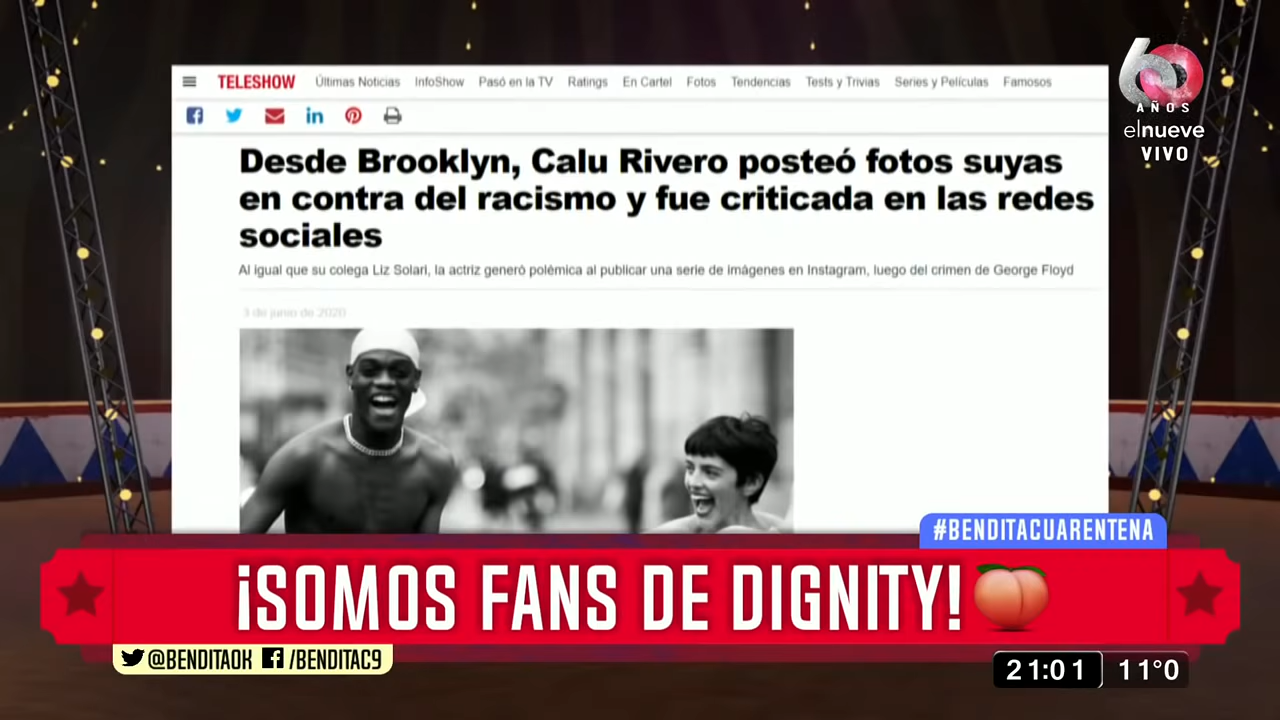 TELESHOW Últimas Noticias InfoShow Pasó en la TV Ratings En Cartel Fotos Tendencias Tests y Trivias Series y Películas Famosos
Desde Brooklyn, Calu Rivero posteó fotos suyas
en contra del racismo y fue criticada en las redes
sociales
Al igual que su colega Liz Solari, la actriz generó polémica al publicar una serie de imágenes en Instagram, luego del crimen de George Floyd
3 de junio de 2020
60
AÑOS
elnueve
VIVO
#BENDITACUARENTENA
¡SOMOS FANS DE DIGNITY!
@BENDITAOK /BENDITAC9
21:01 11°0